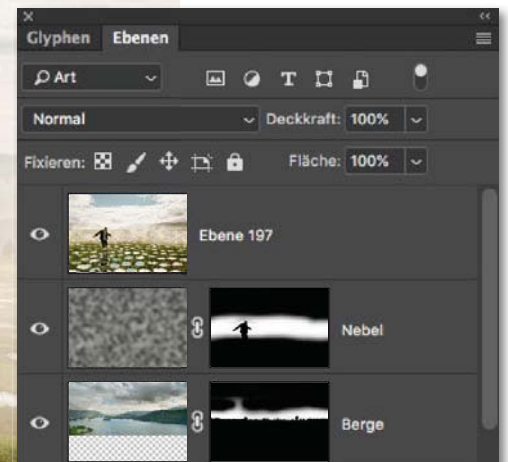 Glyphen Ebenen
Art
Normal Deckkraft: 100%
Fixieren: Fläche: 100%
Ebene 197
Nebel
Berge